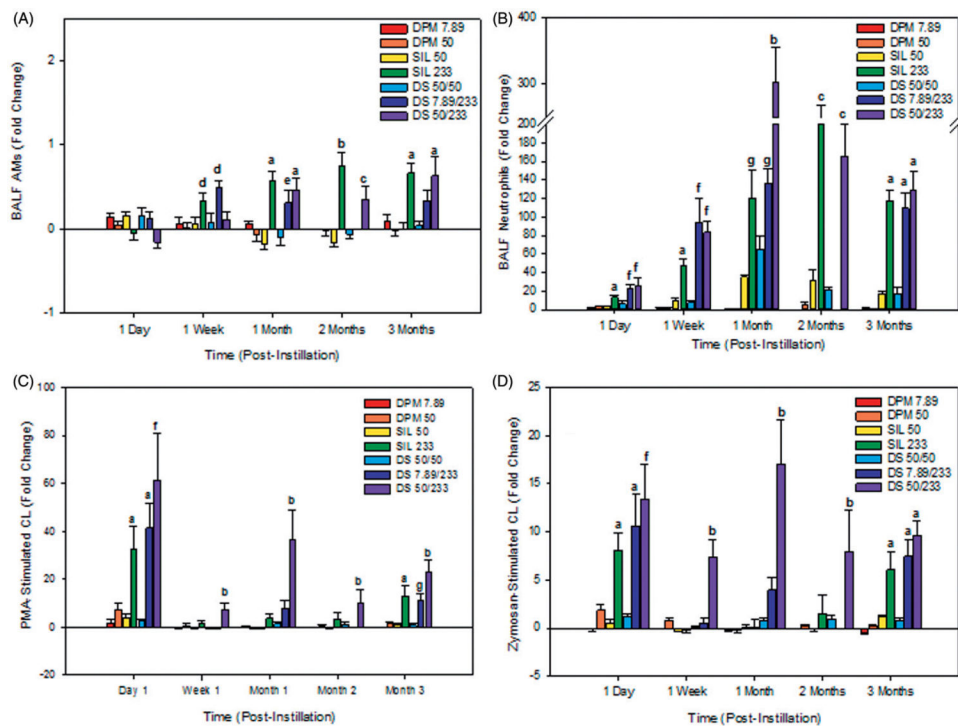 (A)
2
1
0
-1
BALF AMs (Fold Change)
DPM 7.89
DPM 50
SIL 50
SIL 233
DS 50/50
DS 7.89/233
DS 50/233
d d a e a b c a a
1 Day 1 Week 1 Month 2 Months 3 Months
Time (Post-Instillation)
(B)
400
300
200
140
120
100
80
60
40
20
0
BALF Neutrophils (Fold Change)
DPM 7.89
DPM 50
SIL 50
SIL 233
DS 50/50
DS 7.89/233
DS 50/233
a f f a f f g g b c c a a a
1 Day 1 Week 1 Month 2 Months 3 Months
Time (Post-Instillation)
(C)
100
80
60
40
20
0
-20
PMA-Stimulated CL (Fold Change)
DPM 7.89
DPM 50
SIL 50
SIL 233
DS 50/50
DS 7.89/233
DS 50/233
a a f b b b a g b
Day 1 Week 1 Month 1 Month 2 Month 3
Time (Post-Instillation)
(D)
25
20
15
10
5
0
-5
Zymosan-Stimulated CL (Fold Change)
DPM 7.89
DPM 50
SIL 50
SIL 233
DS 50/50
DS 7.89/233
DS 50/233
a a f b b b a a a
1 Day 1 Week 1 Month 2 Months 3 Months
Time (Post-Instillation)